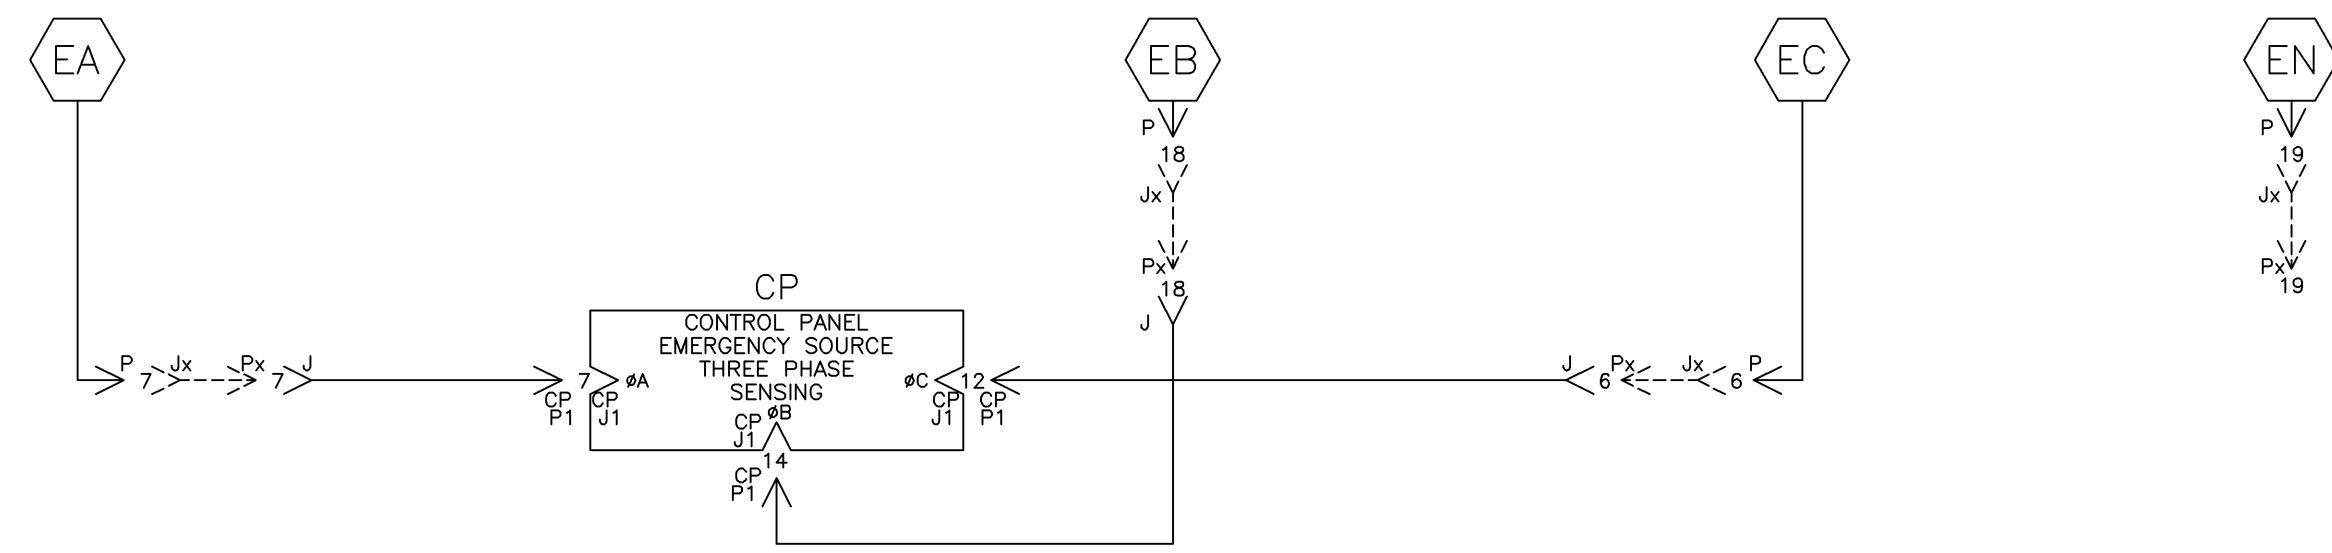 EA
EB
EC
EN
P
18
Jx
Px
18
J
P
19
Jx
Px
19
CP
CONTROL PANEL
EMERGENCY SOURCE
THREE PHASE
SENSING
P 7 Jx Px 7 J
7 ØA
CP P1
CP J1
ØB
CP J1
14
CP P1
ØC 12
CP J1
CP P1
J 6 Px Jx 6 P